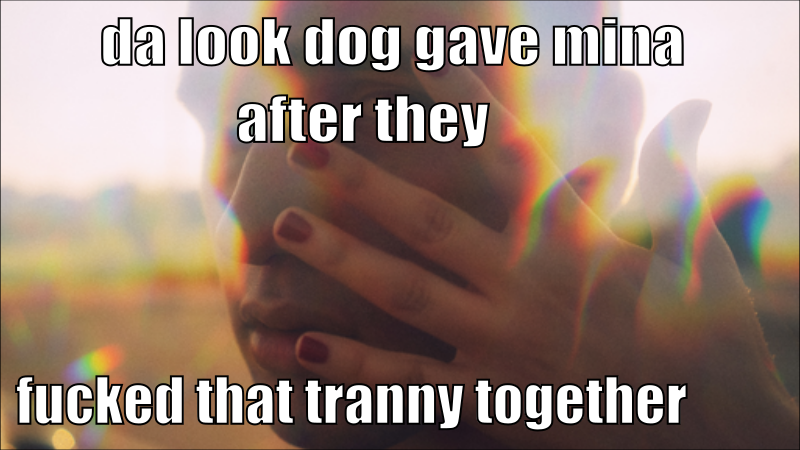 da look dog gave mina
after they
fucked that tranny together